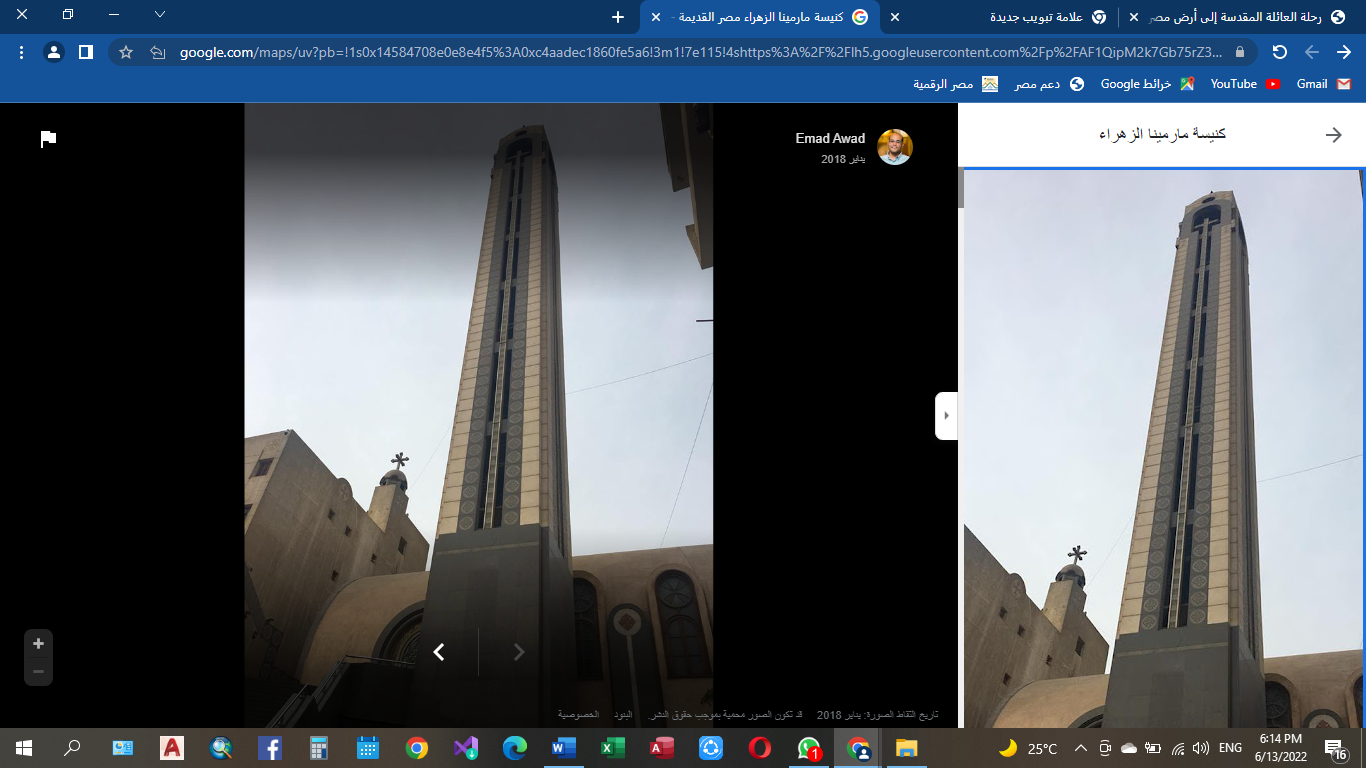 رحلة العائلة المقدسة إلى أرض مصر
علامة تبويب جديدة
كنيسة مارمينا الزهراء مصر القديمة -
google.com/maps/uv?pb=!1s0x14584708e0e8e4f5%3A0xc4aadec1860fe5a6!3m1!7e115!4shttps%3A%2F%2Flh5.googleusercontent.com%2Fp%2FAF1QipM2k7Gb75rZ3...
Gmail
YouTube
خرائط Google
دعم مصر
مصر الرقمية
كنيسة مارمينا الزهراء
Emad Awad
يناير 2018
تاريخ التقاط الصورة: يناير 2018 قد تكون الصور محمية بموجب حقوق النشر. البنود الخصوصية
25°C
ENG
6:14 PM
6/13/2022
16
1